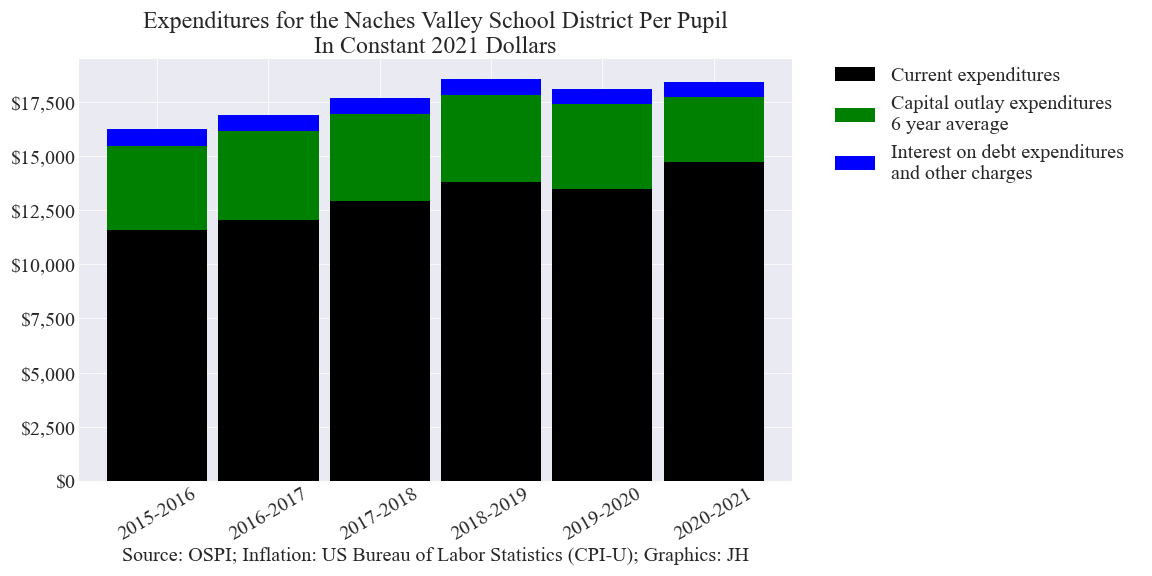 Expenditures for the Naches Valley School District Per Pupil
In Constant 2021 Dollars
Current expenditures
Capital outlay expenditures
6 year average
Interest on debt expenditures
and other charges
$17,500
$15,000
$12,500
$10,000
$7,500
$5,000
$2,500
$0
2015-2016
2016-2017
2017-2018
2018-2019
2019-2020
2020-2021
Source: OSPI; Inflation: US Bureau of Labor Statistics (CPI-U); Graphics: JH